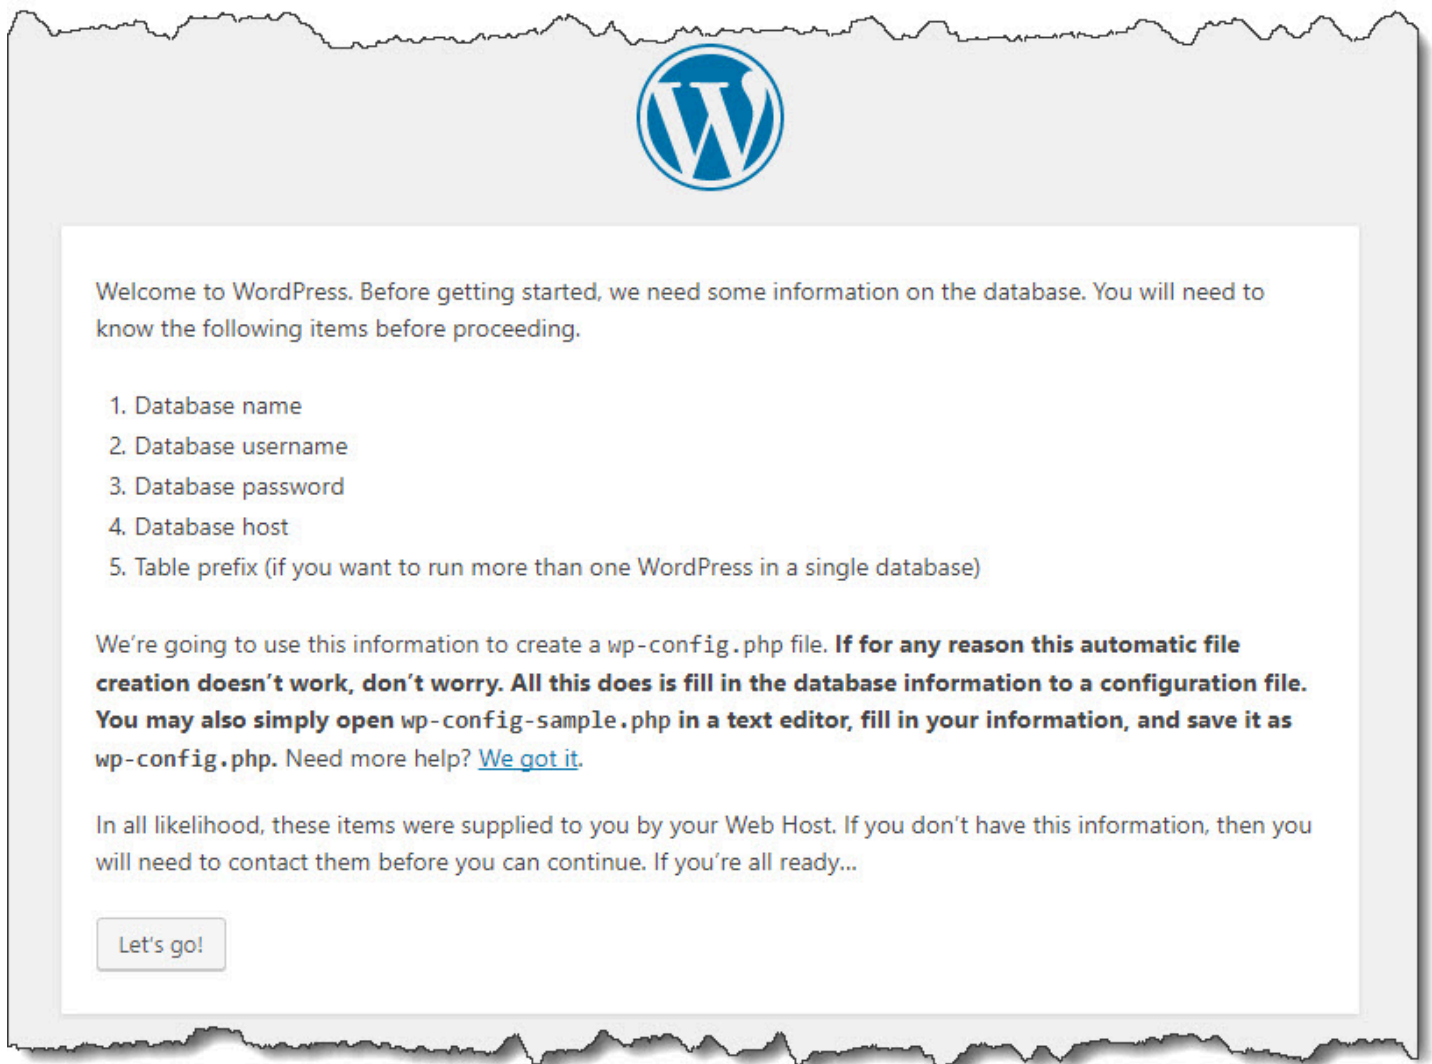 Welcome to WordPress. Before getting started, we need some information on the database. You will need to
know the following items before proceeding.
1. Database name
2. Database username
3. Database password
4. Database host
5. Table prefix (if you want to run more than one WordPress in a single database)
We’re going to use this information to create a wp-config.php file. If for any reason this automatic file
creation doesn’t work, don’t worry. All this does is fill in the database information to a configuration file.
You may also simply open wp-config-sample.php in a text editor, fill in your information, and save it as
wp-config.php. Need more help? We got it.
In all likelihood, these items were supplied to you by your Web Host. If you don’t have this information, then you
will need to contact them before you can continue. If you’re all ready…
Let's go!